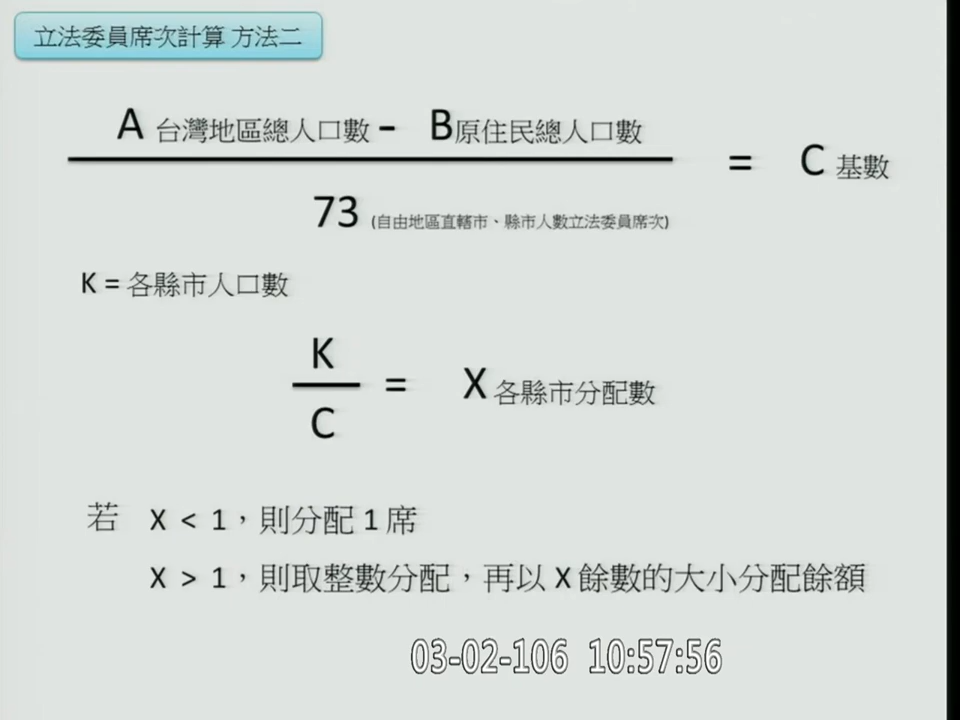 立法委員席次計算 方法二
A 台灣地區總人口數 - B原住民總人口數
= C 基數
73 (自由地區直轄市、縣市人數立法委員席次)
K = 各縣市人口數
K
= X 各縣市分配數
C
若 X < 1，則分配 1 席
X > 1，則取整數分配，再以 X 餘數的大小分配餘額
03-02-106 10:57:56